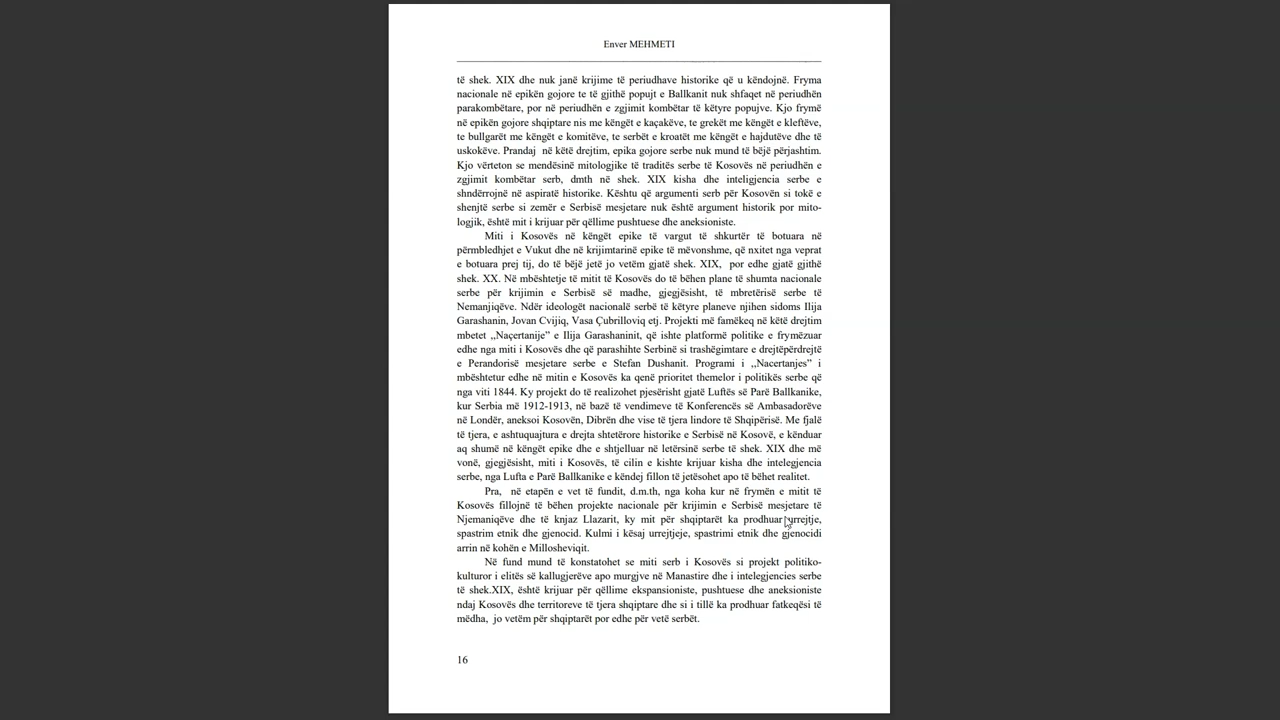 Enver MEHMETI
të shek. XIX dhe nuk janë krijime të periudhave historike që u këndojnë. Fryma
nacionale në epikën gojore te të gjithë popujt e Ballkanit nuk shfaqet në periudhën
parakombëtare, por në periudhën e zgjimit kombëtar të këtyre popujve. Kjo frymë
në epikën gojore shqiptare nis me këngët e kaçakëve, te grekët me këngët e kleftëve,
te bullgarët me këngët e komitëve, te serbët e kroatët me këngët e hajdutëve dhe të
uskokëve. Prandaj në këtë drejtim, epika gojore serbe nuk mund të bëjë përjashtim.
Kjo vërteton se mendësinë mitologjike të traditës serbe të Kosovës në periudhën e
zgjimit kombëtar serb, dmth në shek. XIX kisha dhe inteligjencia serbe e
shndërrojnë në aspiratë historike. Kështu që argumenti serb për Kosovën si tokë e
shenjtë serbe si zemër e Serbisë mesjetare nuk është argument historik por mito-
logjik, është mit i krijuar për qëllime pushtuese dhe aneksioniste.
Miti i Kosovës në këngët epike të vargut të shkurtër të botuara në
përmbledhjet e Vukut dhe në krijimtarinë epike të mëvonshme, që nxitet nga veprat
e botuara prej tij, do të bëjë jetë jo vetëm gjatë shek. XIX, por edhe gjatë gjithë
shek. XX. Në mbështetje të mitit të Kosovës do të bëhen plane të shumta nacionale
serbe për krijimin e Serbisë së madhe, gjegjësisht, të mbretërisë serbe të
Nemanjiqëve. Ndër ideologët nacionalë serbë të këtyre planeve njihen sidoms Ilija
Garashanin, Jovan Cvijiq, Vasa Çubrilloviq etj. Projekti më famëkeq në këtë drejtim
mbetet ,,Naçertanije” e Ilija Garashaninit, që ishte platformë politike e frymëzuar
edhe nga miti i Kosovës dhe që parashihte Serbinë si trashëgimtare e drejtëpërdrejtë
e Perandorisë mesjetare serbe e Stefan Dushanit. Programi i ,,Nacertanjes” i
mbështetur edhe në mitin e Kosovës ka qenë prioritet themelor i politikës serbe që
nga viti 1844. Ky projekt do të realizohet pjesërisht gjatë Luftës së Parë Ballkanike,
kur Serbia më 1912-1913, në bazë të vendimeve të Konferencës së Ambasadorëve
në Londër, aneksoi Kosovën, Dibrën dhe vise të tjera lindore të Shqipërisë. Me fjalë
të tjera, e ashtuquajtura e drejta shtetërore historike e Serbisë në Kosovë, e kënduar
aq shumë në këngët epike dhe e shtjelluar në letërsinë serbe të shek. XIX dhe më
vonë, gjegjësisht, miti i Kosovës, të cilin e kishte krijuar kisha dhe intelegjencia
serbe, nga Lufta e Parë Ballkanike e këndej fillon të jetësohet apo të bëhet realitet.
Pra, në etapën e vet të fundit, d.m.th, nga koha kur në frymën e mitit të
Kosovës fillojnë të bëhen projekte nacionale për krijimin e Serbisë mesjetare të
Njemaniqëve dhe të knjaz Llazarit, ky mit për shqiptarët ka prodhuar urrejtje,
spastrim etnik dhe gjenocid. Kulmi i kësaj urrejtjeje, spastrimi etnik dhe gjenocidi
arrin në kohën e Millosheviqit.
Në fund mund të konstatohet se miti serb i Kosovës si projekt politiko-
kulturor i elitës së kallugjerëve apo murgjve në Manastire dhe i intelegjencies serbe
të shek.XIX, është krijuar për qëllime ekspansioniste, pushtuese dhe aneksioniste
ndaj Kosovës dhe territoreve të tjera shqiptare dhe si i tillë ka prodhuar fatkeqësi të
mëdha, jo vetëm për shqiptarët por edhe për vetë serbët.
16